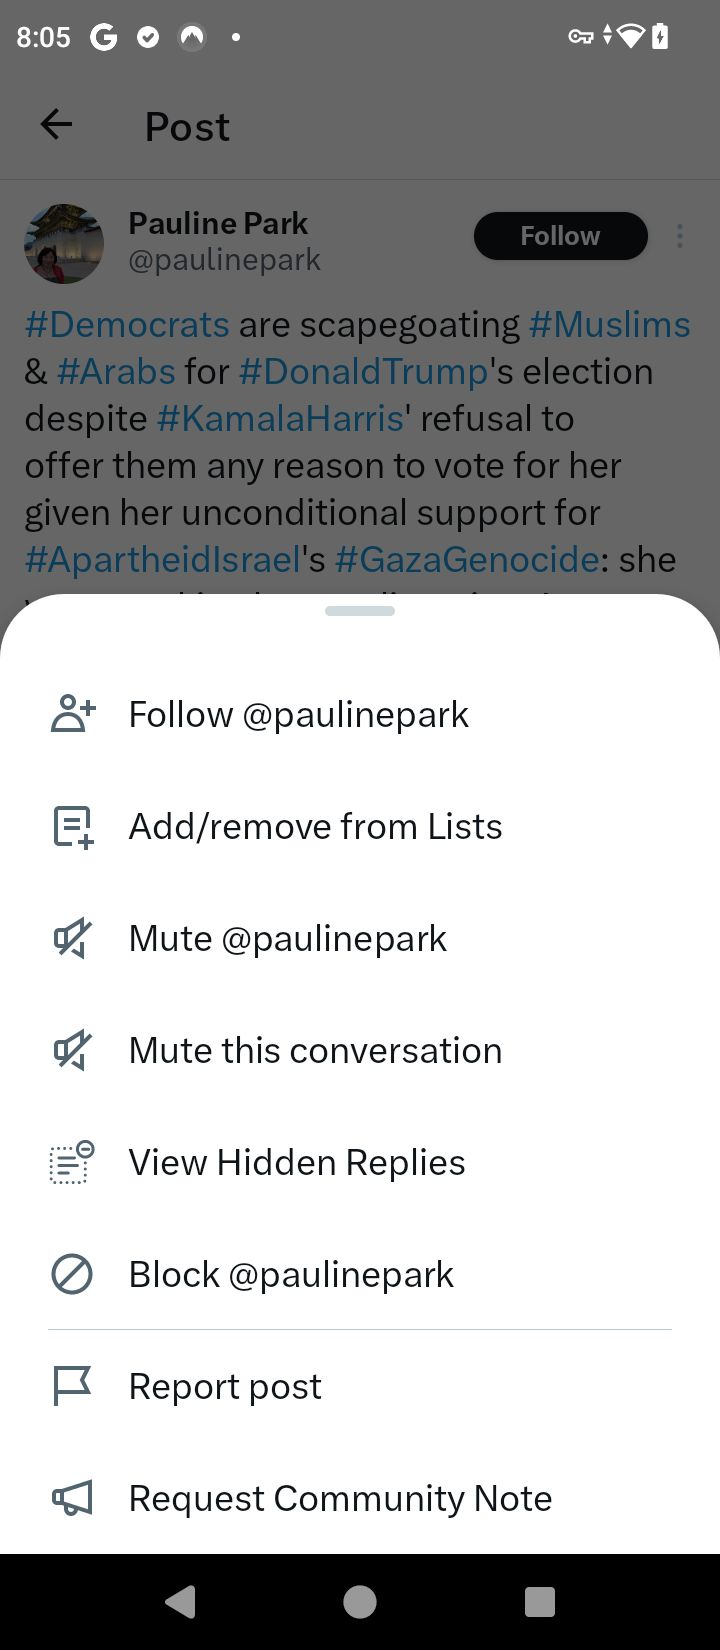 8:05
Post
Pauline Park
@paulinepark
Follow
#Democrats are scapegoating #Muslims
& #Arabs for #DonaldTrump's election
despite #KamalaHarris' refusal to
offer them any reason to vote for her
given her unconditional support for
#ApartheidIsrael's #GazaGenocide: she
Follow @paulinepark
Add/remove from Lists
Mute @paulinepark
Mute this conversation
View Hidden Replies
Block @paulinepark
Report post
Request Community Note